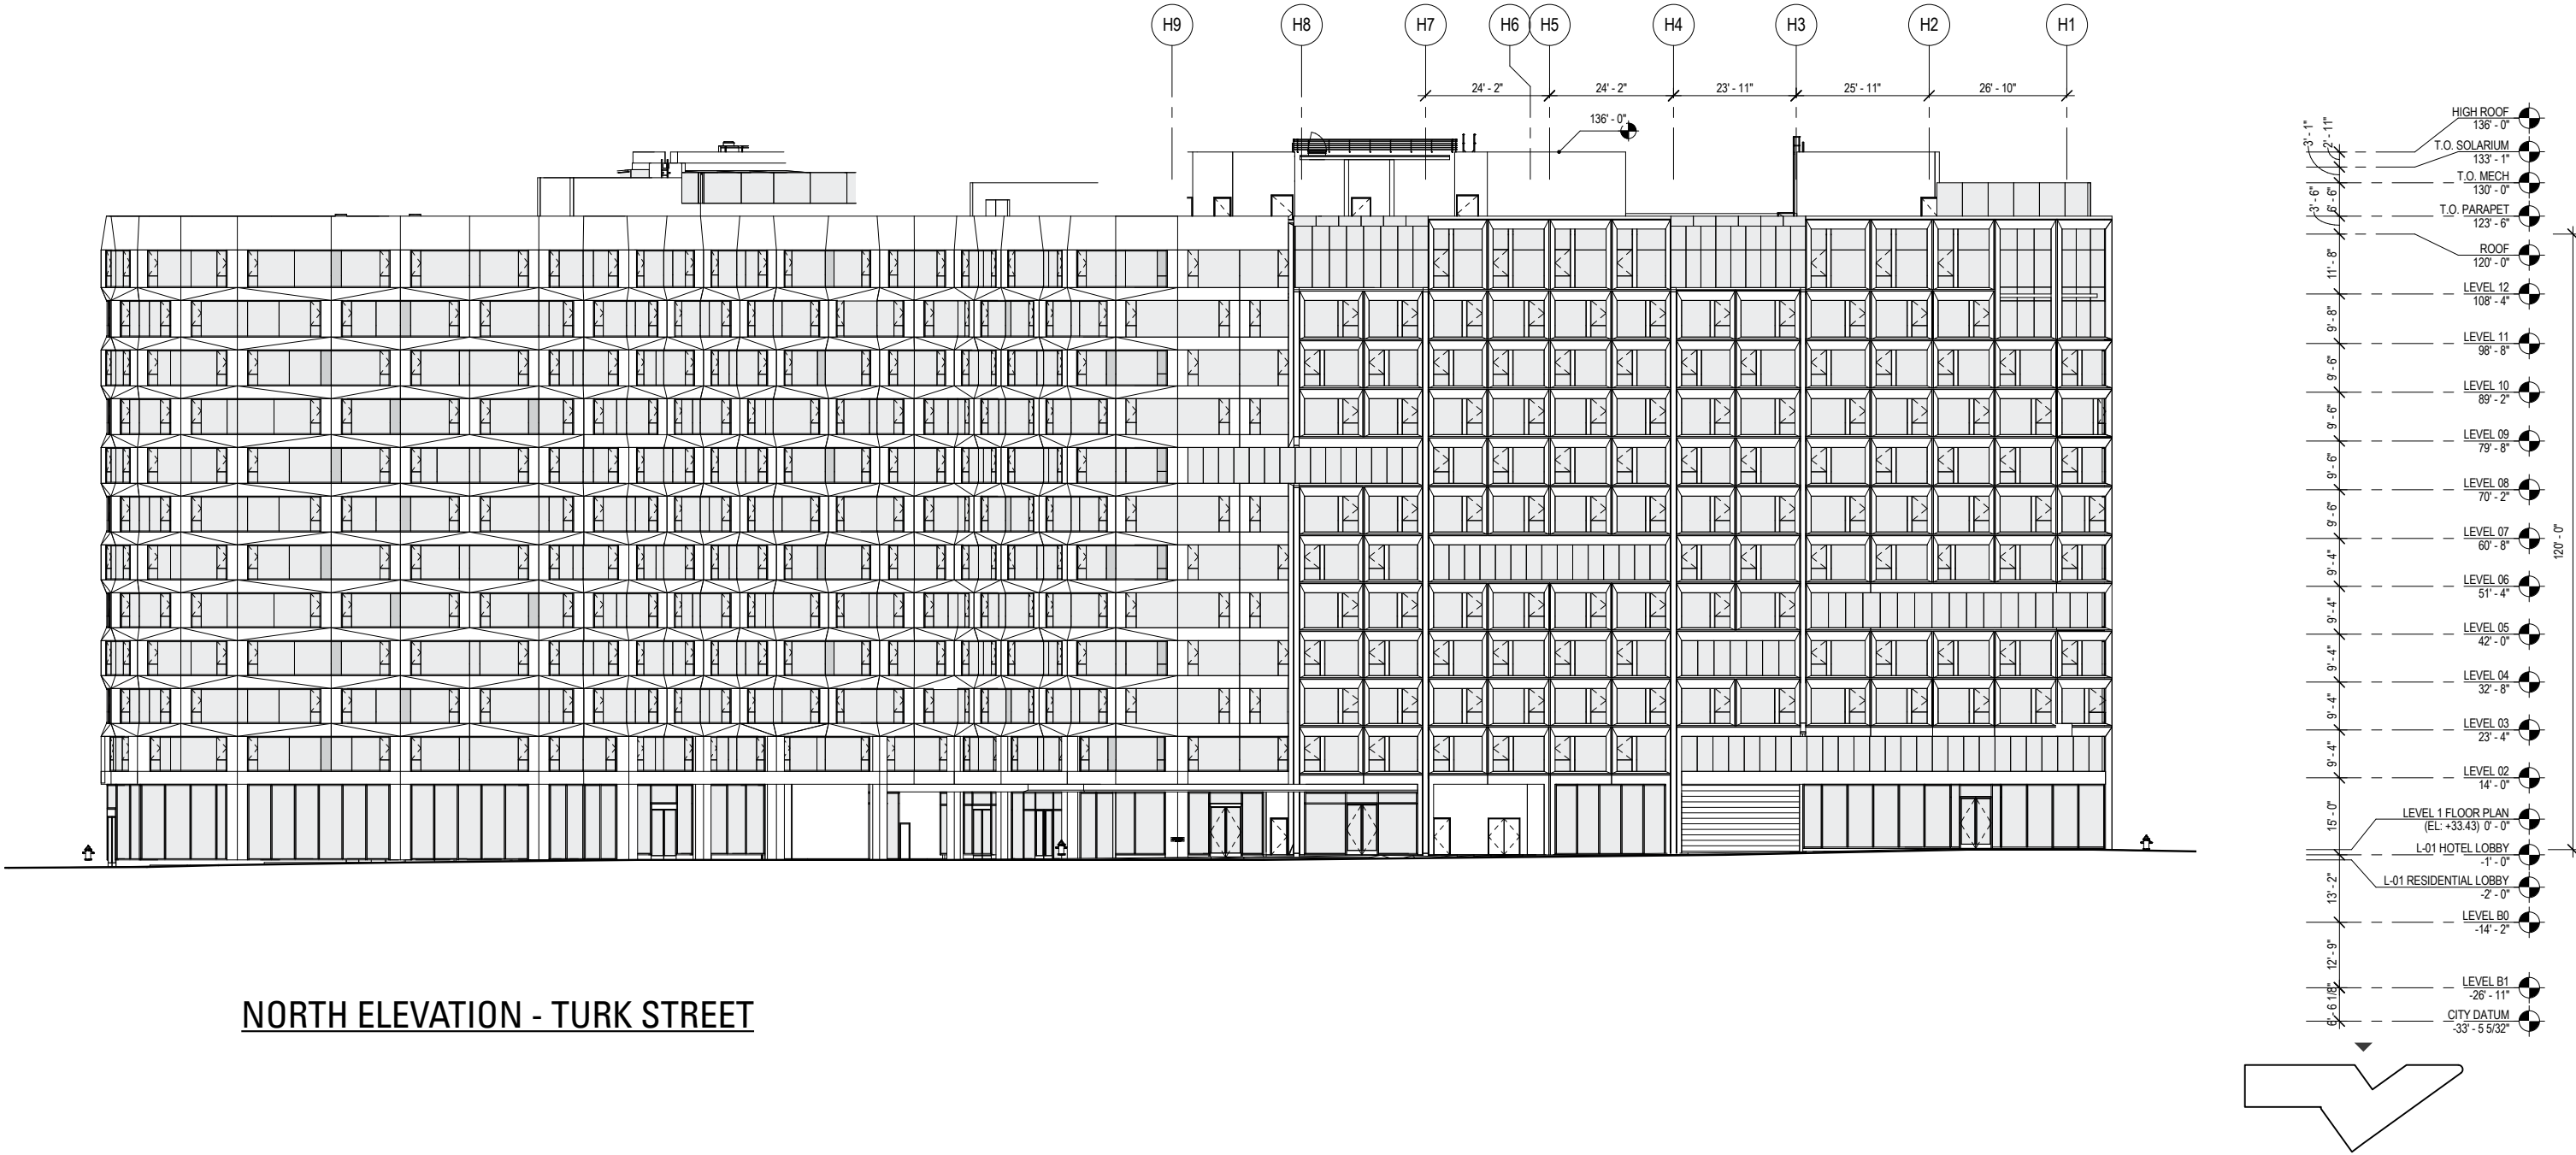 H9 H8 H7 H6 H5 H4 H3 H2 H1
24' - 2" 24' - 2" 23' - 11" 25' - 11" 26' - 10"
136' - 0"
HIGH ROOF
136' - 0"
T.O. SOLARIUM
133' - 1"
T.O. MECH
130' - 0"
T.O. PARAPET
123' - 6"
ROOF
120' - 0"
LEVEL 12
108' - 4"
LEVEL 11
98' - 8"
LEVEL 10
89' - 2"
LEVEL 09
79' - 8"
LEVEL 08
70' - 2"
LEVEL 07
60' - 8"
LEVEL 06
51' - 4"
LEVEL 05
42' - 0"
LEVEL 04
32' - 8"
LEVEL 03
23' - 4"
LEVEL 02
14' - 0"
LEVEL 1 FLOOR PLAN
(EL: +33.43) 0' - 0"
L-01 HOTEL LOBBY
-1' - 0"
L-01 RESIDENTIAL LOBBY
-2' - 0"
LEVEL B0
-14' - 2"
LEVEL B1
-26' - 11"
CITY DATUM
-33' - 5 5/32"
3' - 1"
2' - 11"
3' - 6"
6' - 6"
11' - 8"
9' - 8"
9' - 6"
9' - 6"
9' - 6"
9' - 6"
9' - 4"
9' - 4"
9' - 4"
9' - 4"
9' - 4"
15' - 0"
13' - 2"
12' - 9"
6' - 6 1/8"
120' - 0"
NORTH ELEVATION - TURK STREET